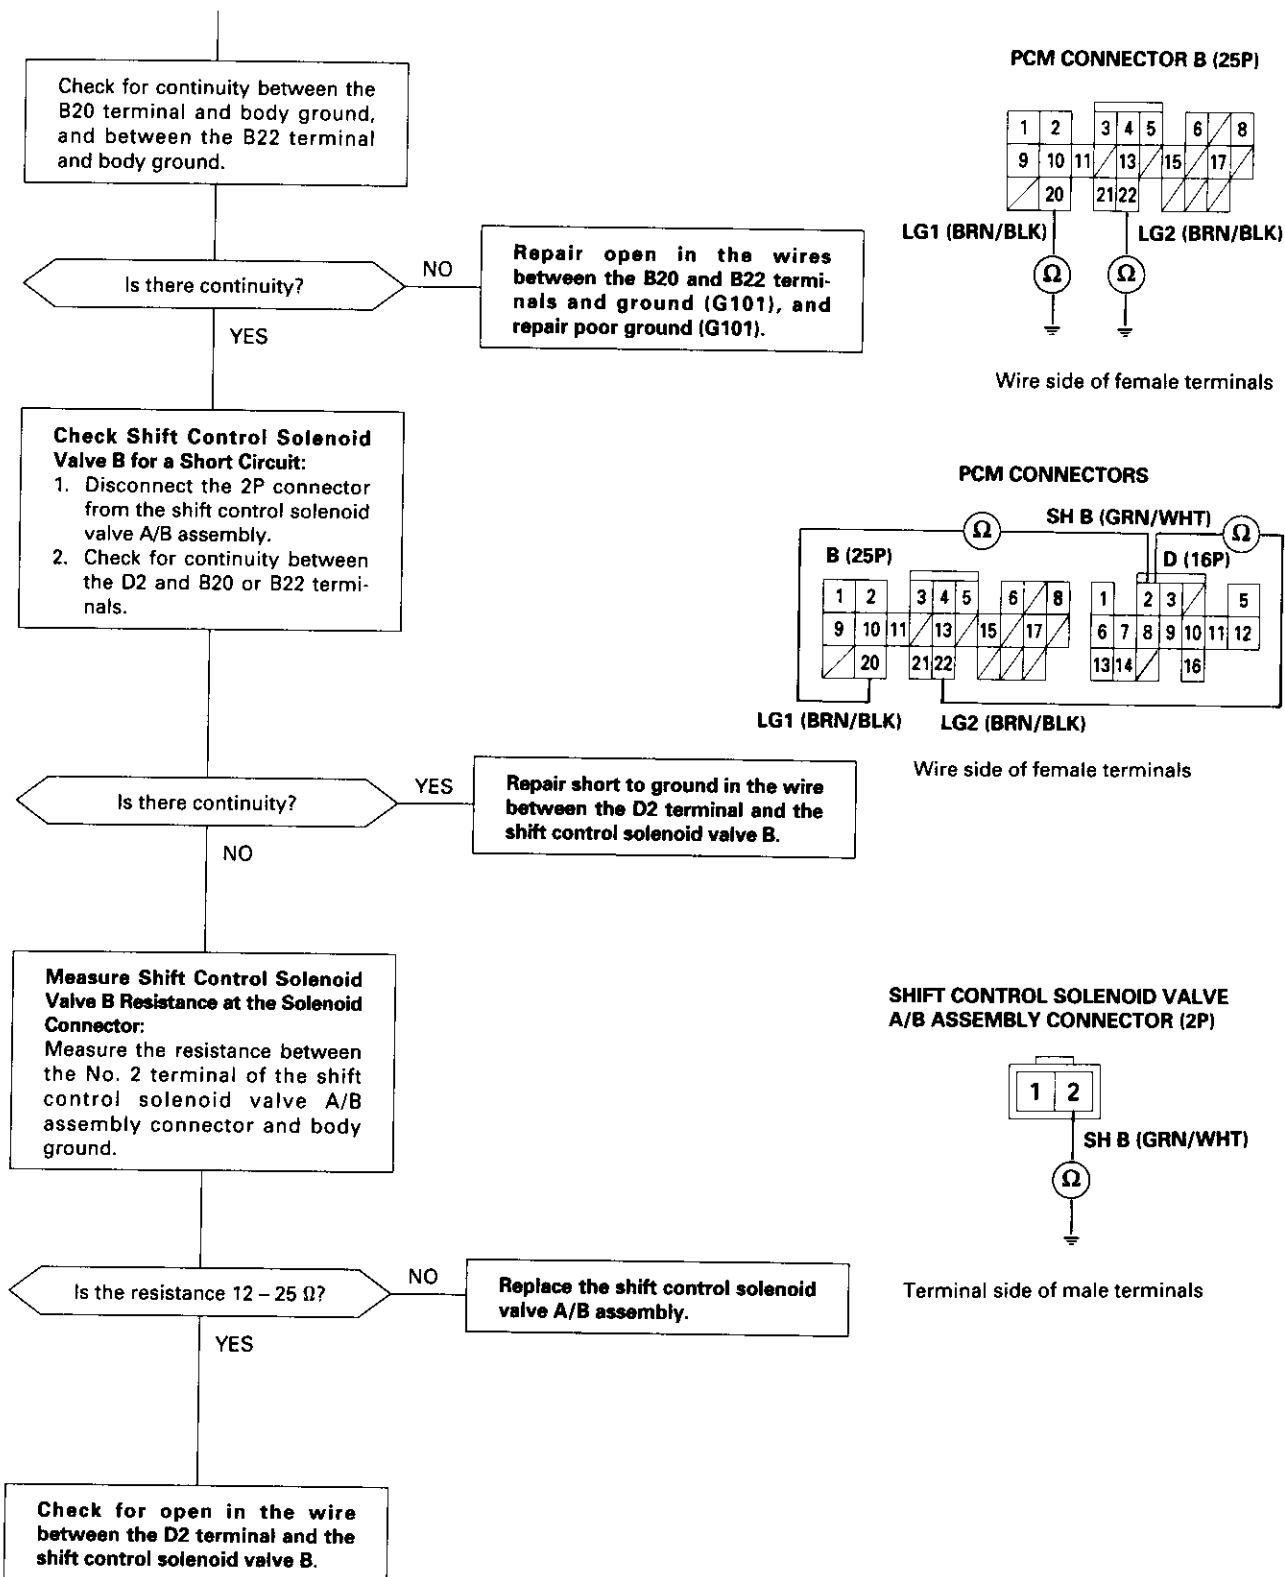 Check for continuity between the
B20 terminal and body ground,
and between the B22 terminal
and body ground.
Is there continuity?
NO
Repair open in the wires
between the B20 and B22 termi-
nals and ground (G101), and
repair poor ground (G101).
YES
PCM CONNECTOR B (25P)
1 2 3 4 5 6 8
9 10 11 13 15 17
20 21 22
LG1 (BRN/BLK) LG2 (BRN/BLK)
Ω Ω
Wire side of female terminals
Check Shift Control Solenoid
Valve B for a Short Circuit:
1. Disconnect the 2P connector
from the shift control solenoid
valve A/B assembly.
2. Check for continuity between
the D2 and B20 or B22 termi-
nals.
PCM CONNECTORS
Ω SH B (GRN/WHT) Ω
B (25P) D (16P)
1 2 3 4 5 6 8 1 2 3 5
9 10 11 13 15 17 6 7 8 9 10 11 12
20 21 22 13 14 16
LG1 (BRN/BLK) LG2 (BRN/BLK)
Wire side of female terminals
Is there continuity?
YES
Repair short to ground in the wire
between the D2 terminal and the
shift control solenoid valve B.
NO
Measure Shift Control Solenoid
Valve B Resistance at the Solenoid
Connector:
Measure the resistance between
the No. 2 terminal of the shift
control solenoid valve A/B
assembly connector and body
ground.
SHIFT CONTROL SOLENOID VALVE
A/B ASSEMBLY CONNECTOR (2P)
1 2
SH B (GRN/WHT)
Ω
Terminal side of male terminals
Is the resistance 12 – 25 Ω?
NO
Replace the shift control solenoid
valve A/B assembly.
YES
Check for open in the wire
between the D2 terminal and the
shift control solenoid valve B.